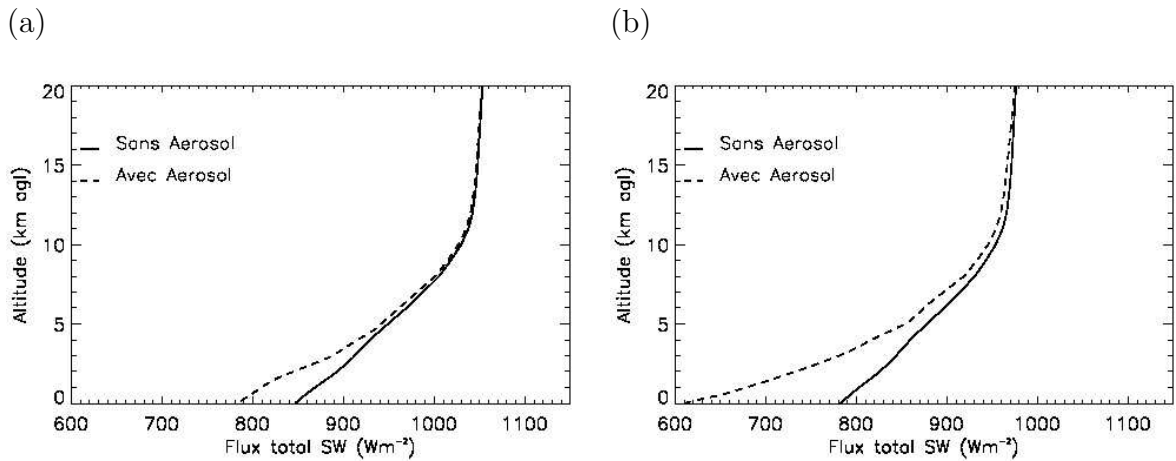 (a)
20
15
10
5
0
Altitude (km agl)
Sans Aerosol
Avec Aerosol
600 700 800 900 1000 1100
Flux total SW (Wm⁻²)
(b)
20
15
10
5
0
Altitude (km agl)
Sans Aerosol
Avec Aerosol
600 700 800 900 1000 1100
Flux total SW (Wm⁻²)